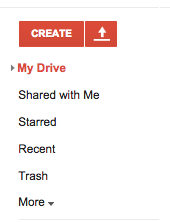 CREATE
My Drive
Shared with Me
Starred
Recent
Trash
More